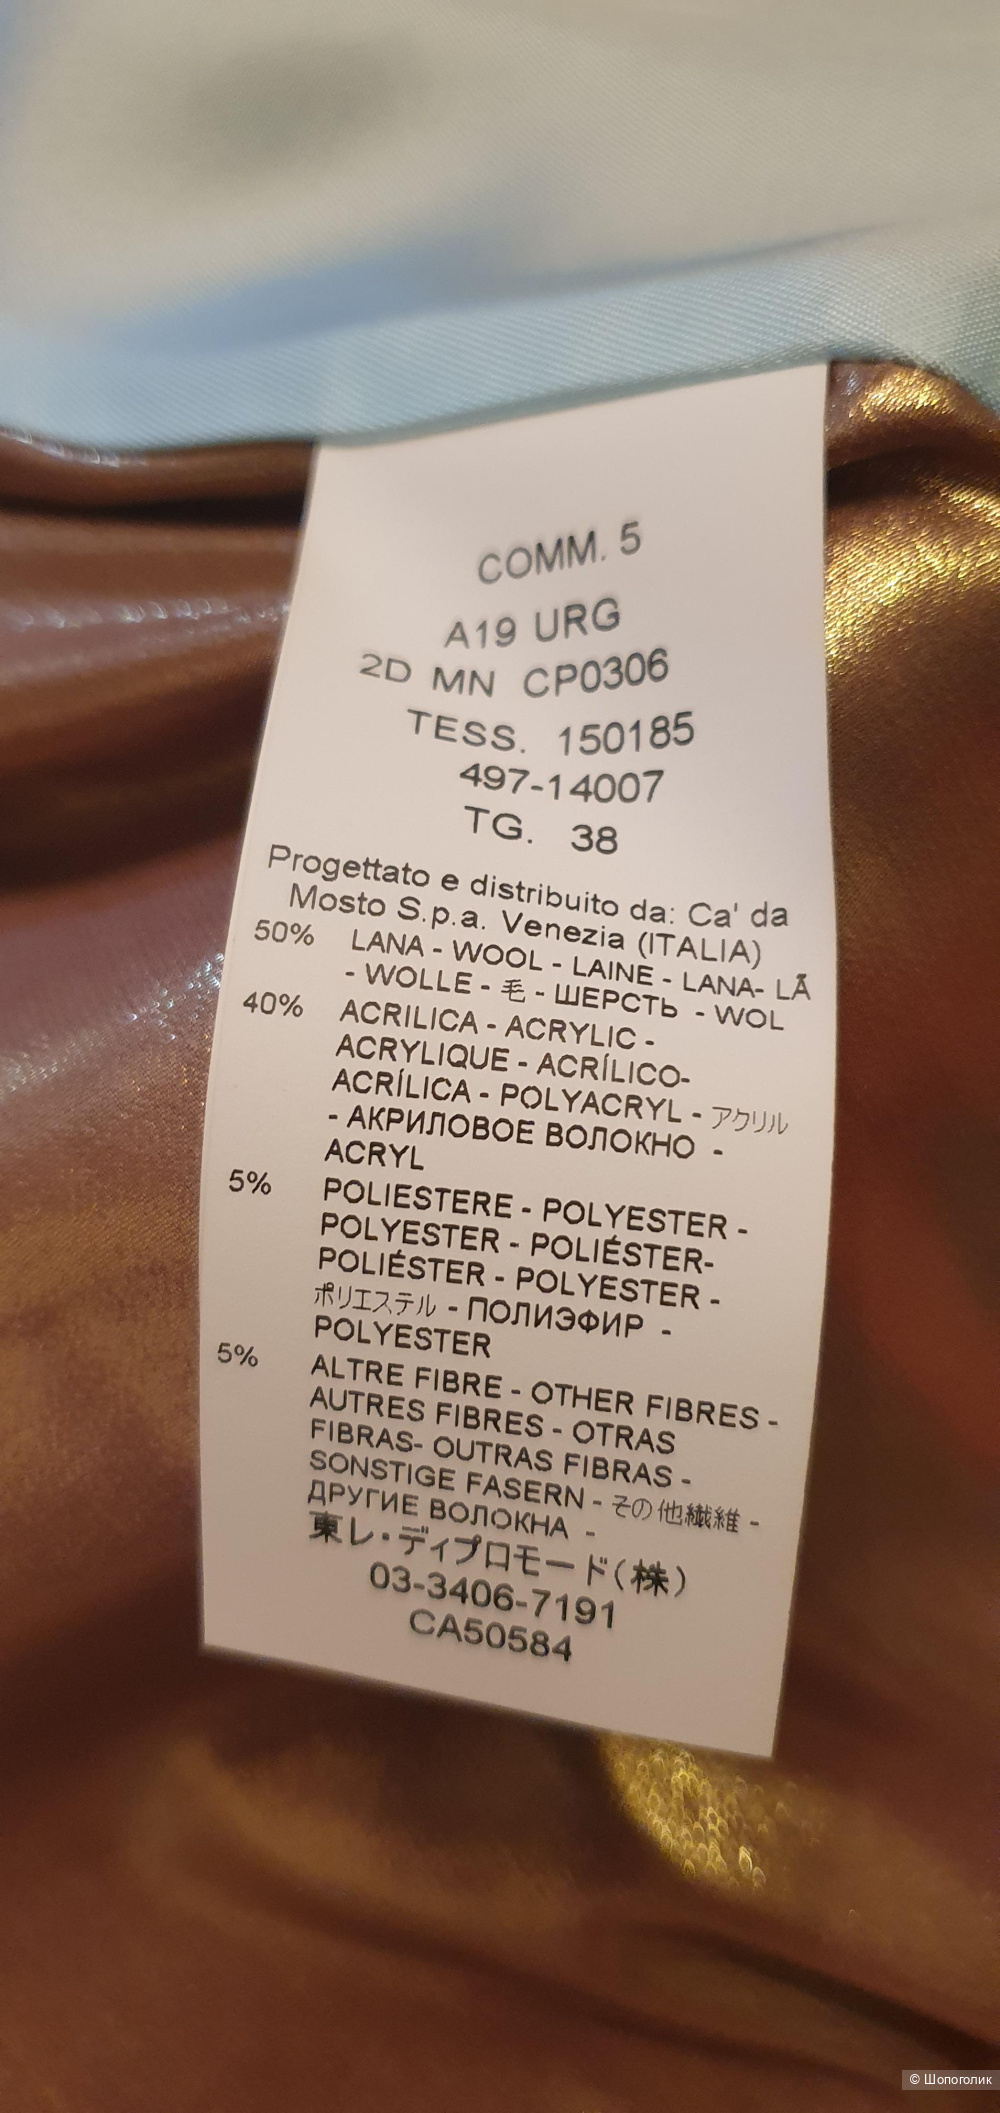 COMM. 5
A19 URG
2D MN CP0306
TESS. 150185
497-14007
TG. 38
Progettato e distribuito da: Ca' da
Mosto S.p.a. Venezia (ITALIA)
50% LANA - WOOL - LAINE - LANA- LÃ
- WOLLE - 毛 - ШЕРСТЬ - WOL
40% ACRILICA - ACRYLIC -
ACRYLIQUE - ACRÍLICO-
ACRÍLICA - POLYACRYL - アクリル
- АКРИЛОВОЕ ВОЛОКНО -
ACRYL
5% POLIESTERE - POLYESTER -
POLYESTER - POLIÉSTER-
POLIÉSTER - POLYESTER -
ポリエステル - ПОЛИЭФИР -
POLYESTER
5% ALTRE FIBRE - OTHER FIBRES -
AUTRES FIBRES - OTRAS
FIBRAS- OUTRAS FIBRAS -
SONSTIGE FASERN - その他繊維 -
ДРУГИЕ ВОЛОКНА -
東レ・ディプロモード(株)
03-3406-7191
CA50584
© Шопоголик